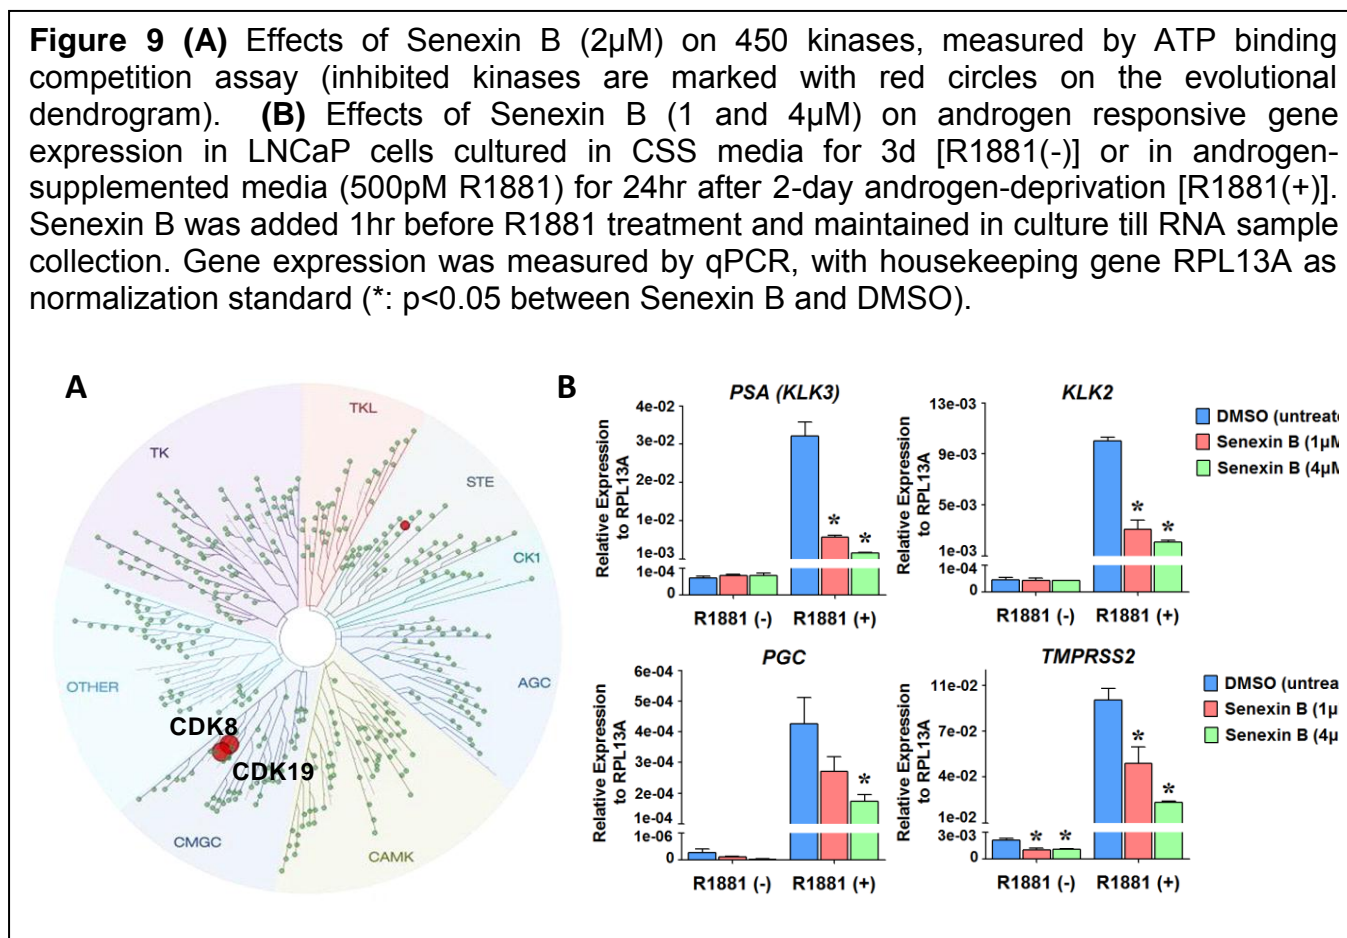 Figure 9 (A) Effects of Senexin B (2µM) on 450 kinases, measured by ATP binding
competition assay (inhibited kinases are marked with red circles on the evolutional
dendrogram). (B) Effects of Senexin B (1 and 4µM) on androgen responsive gene
expression in LNCaP cells cultured in CSS media for 3d [R1881(-)] or in androgen-
supplemented media (500pM R1881) for 24hr after 2-day androgen-deprivation [R1881(+)].
Senexin B was added 1hr before R1881 treatment and maintained in culture till RNA sample
collection. Gene expression was measured by qPCR, with housekeeping gene RPL13A as
normalization standard (*: p<0.05 between Senexin B and DMSO).
A
TKL
TK
STE
CK1
AGC
OTHER
CDK8
CDK19
CMGC
CAMK
B
PSA (KLK3)
Relative Expression
to RPL13A
4e-02
3e-02
2e-02
1e-02
1e-03
1e-04
0
* *
R1881 (-) R1881 (+)
KLK2
Relative Expression
to RPL13A
13e-03
9e-03
5e-03
1e-03
1e-04
0
* *
R1881 (-) R1881 (+)
DMSO (untreate
Senexin B (1µM
Senexin B (4µM
PGC
Relative Expression
to RPL13A
6e-04
5e-04
4e-04
3e-04
2e-04
1e-04
1e-06
0
*
R1881 (-) R1881 (+)
TMPRSS2
Relative Expression
to RPL13A
11e-02
7e-02
4e-02
1e-02
3e-03
0
* * * *
R1881 (-) R1881 (+)
DMSO (untrea
Senexin B (1µ
Senexin B (4µ